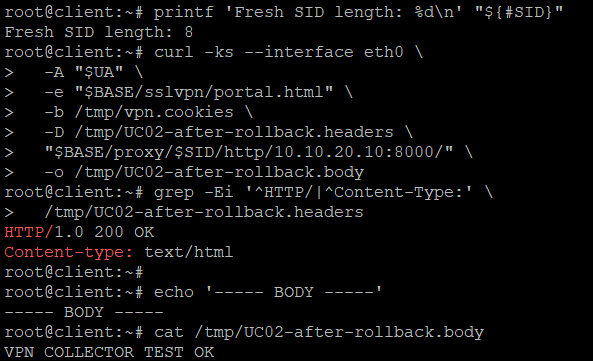 root@client:~# printf 'Fresh SID length: %d\n' "${#SID}"
Fresh SID length: 8
root@client:~# curl -ks --interface eth0 \
>   -A "$UA" \
>   -e "$BASE/sslvpn/portal.html" \
>   -b /tmp/vpn.cookies \
>   -D /tmp/UC02-after-rollback.headers \
>   "$BASE/proxy/$SID/http/10.10.20.10:8000/" \
>   -o /tmp/UC02-after-rollback.body
root@client:~# grep -Ei '^HTTP/|^Content-Type:' \
>   /tmp/UC02-after-rollback.headers
HTTP/1.0 200 OK
Content-type: text/html
root@client:~#
root@client:~# echo '----- BODY -----'
----- BODY -----
root@client:~# cat /tmp/UC02-after-rollback.body
VPN COLLECTOR TEST OK